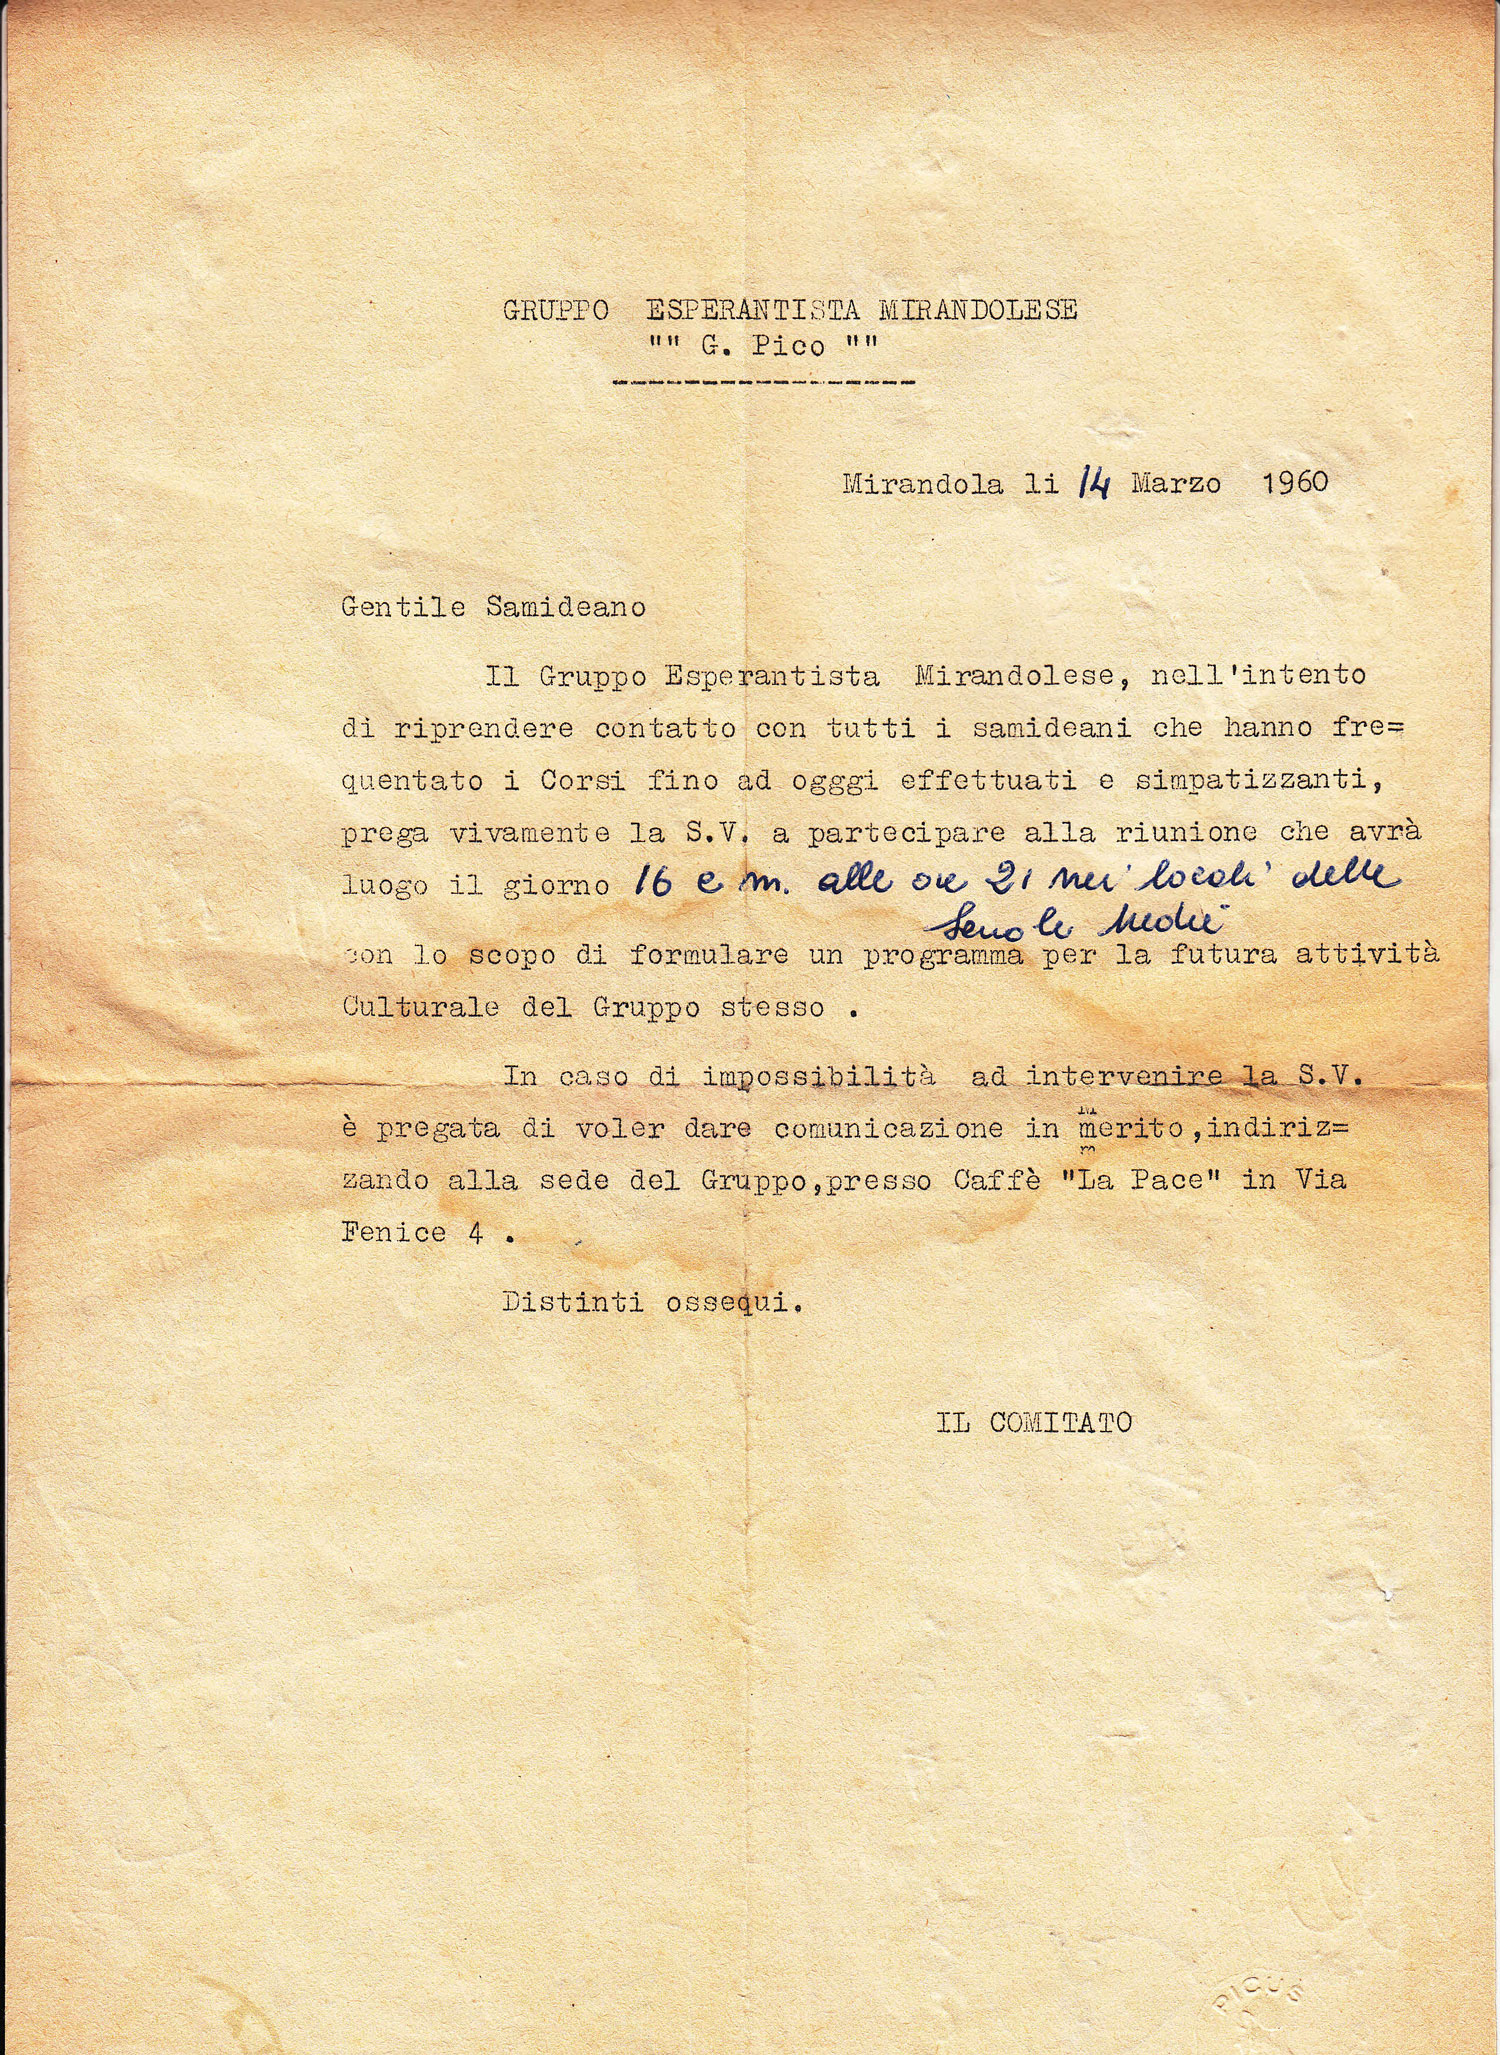 GRUPPO ESPERANTISTA MIRANDOLESE
"" G. Pico ""
Mirandola li 14 Marzo 1960
Gentile Samideano
Il Gruppo Esperantista Mirandolese, nell'intento
di riprendere contatto con tutti i samideani che hanno fre=
quentato i Corsi fino ad ogggi effettuati e simpatizzanti,
prega vivamente la S.V. a partecipare alla riunione che avrà
luogo il giorno 16 c m. alle ore 21 nei locali delle
Scuole Medie
con lo scopo di formulare un programma per la futura attività
Culturale del Gruppo stesso .
In caso di impossibilità ad intervenire la S.V.
è pregata di voler dare comunicazione in merito,indiriz=
zando alla sede del Gruppo,presso Caffè "La Pace" in Via
Fenice 4 .
Distinti ossequi.
IL COMITATO
PICUS